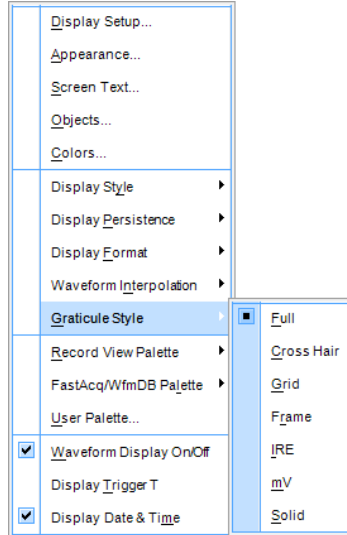 Display Setup...
Appearance...
Screen Text...
Objects...
Colors...
Display Style
Display Persistence
Display Format
Waveform Interpolation
Graticule Style
Record View Palette
FastAcq/WfmDB Palette
User Palette...
Waveform Display On/Off
Display Trigger T
Display Date & Time
Full
Cross Hair
Grid
Frame
IRE
mV
Solid